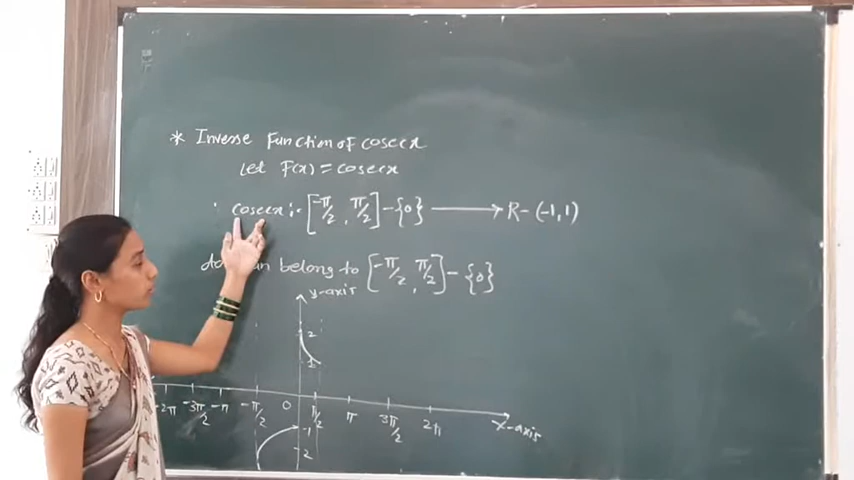 * Inverse Function of cosecx
Let F(x) = cosecx
cosecx :- [-π/2, π/2] - {0} ⟶ R - (-1, 1)
belong to [-π/2, π/2] - {0}
y-axis
2
1
-2π -3π/2 -π -π/2 0 π/2 π 3π/2 2π x-axis
-1
-2